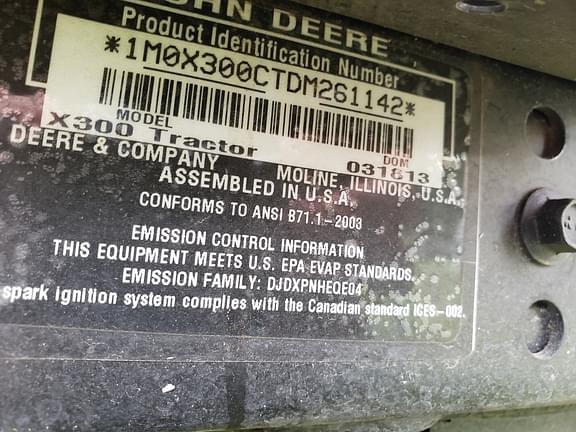 JOHN DEERE
Product Identification Number
*1M0X300CTDM261142*
MODEL DOM
X300 Tractor 031813
DEERE & COMPANY MOLINE, ILLINOIS, U.S.A.
ASSEMBLED IN U.S.A.
CONFORMS TO ANSI B71.1-2003
EMISSION CONTROL INFORMATION
THIS EQUIPMENT MEETS U.S. EPA EVAP STANDARDS.
EMISSION FAMILY: DJDXPNHEQE04
spark ignition system complies with the Canadian standard ICES-002.